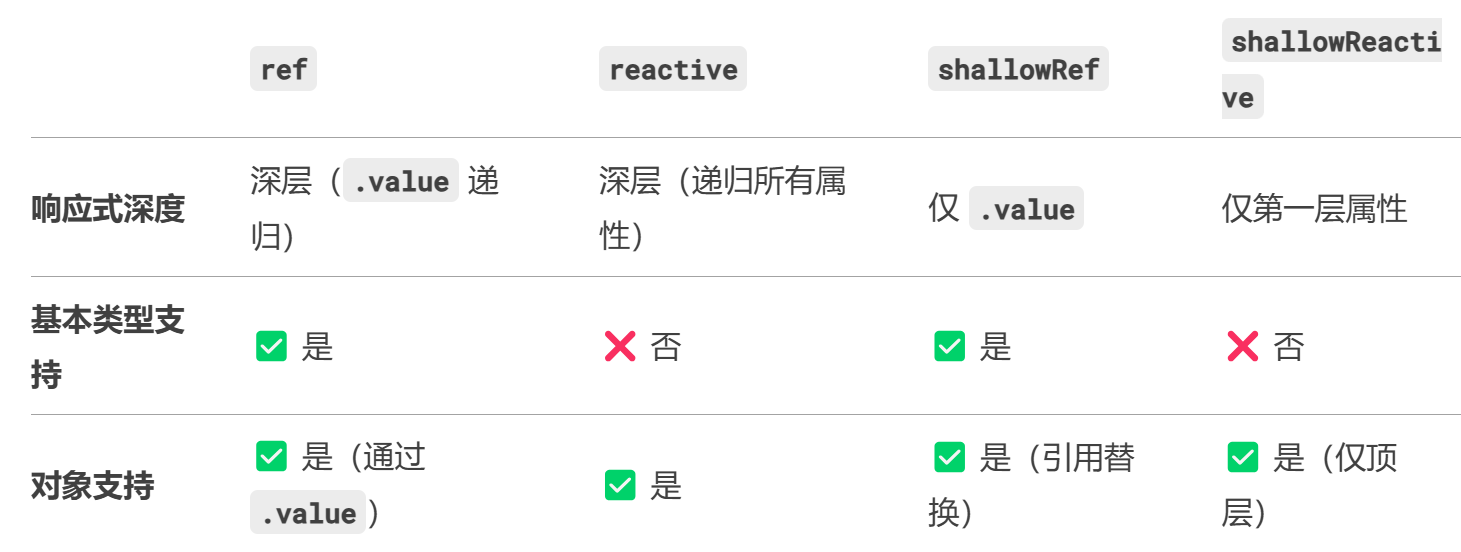 ref reactive shallowRef shallowReacti
ve
响应式深度 深层（.value 递
归） 深层（递归所有属
性） 仅 .value 仅第一层属性
基本类型支
持 ✅ 是 ❌ 否 ✅ 是 ❌ 否
对象支持 ✅ 是（通过
.value） ✅ 是 ✅ 是（引用替
换） ✅ 是（仅顶
层）